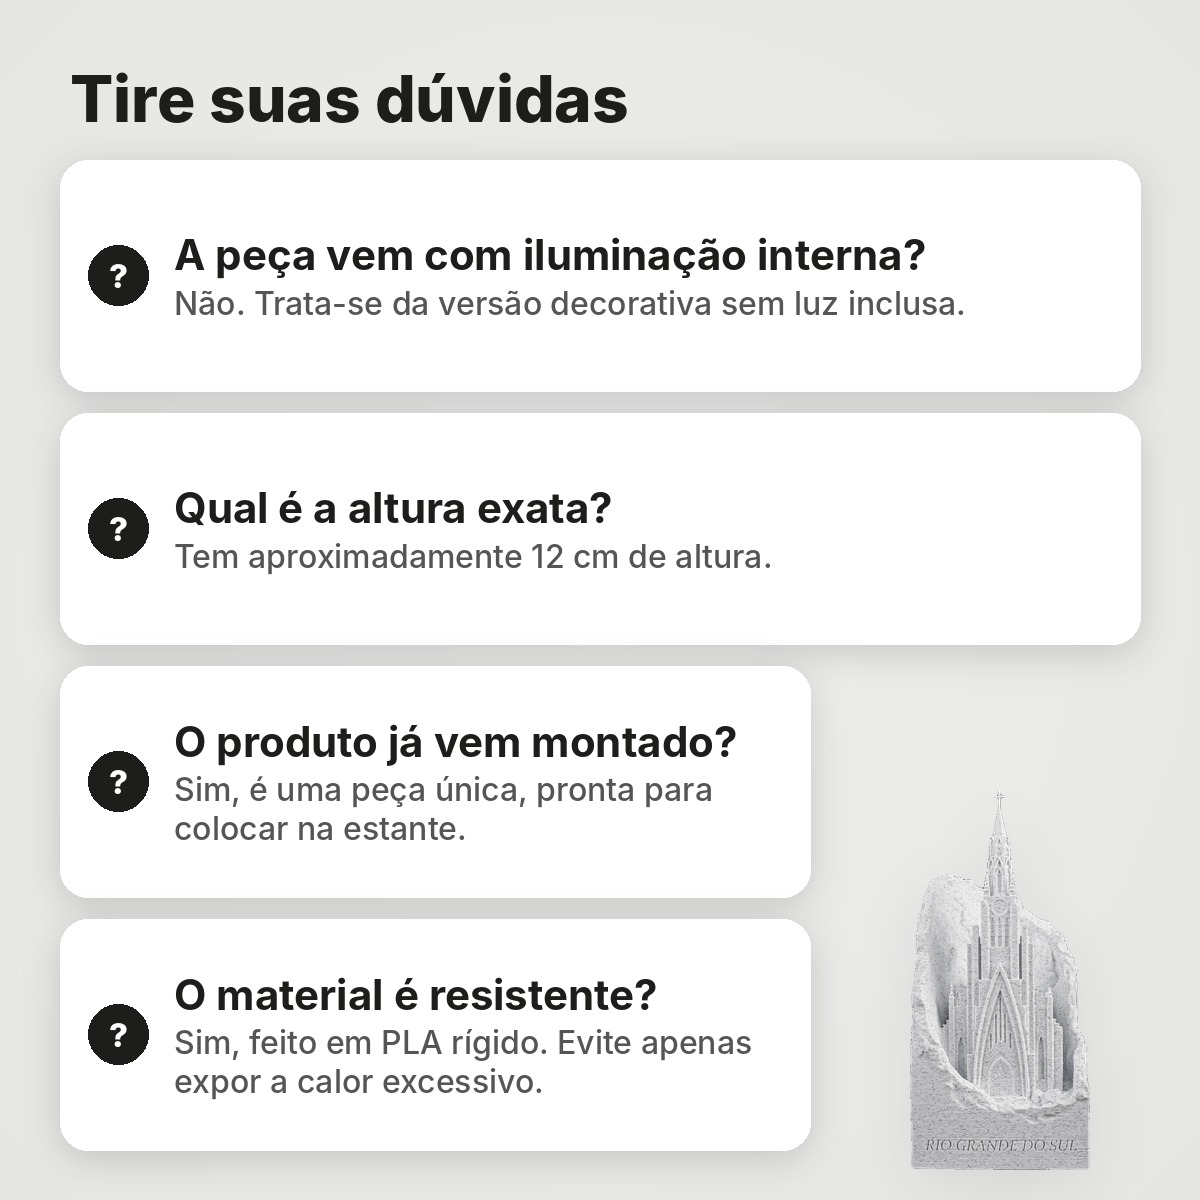 Tire suas dúvidas
?
A peça vem com iluminação interna?
Não. Trata-se da versão decorativa sem luz inclusa.
?
Qual é a altura exata?
Tem aproximadamente 12 cm de altura.
?
O produto já vem montado?
Sim, é uma peça única, pronta para
colocar na estante.
?
O material é resistente?
Sim, feito em PLA rígido. Evite apenas
expor a calor excessivo.
RIO GRANDE DO SUL